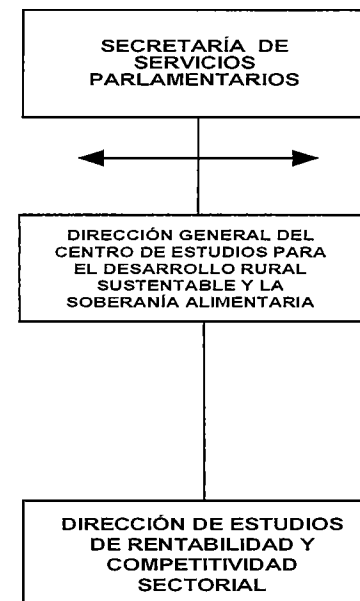 SECRETARÍA DE
SERVICIOS
PARLAMENTARIOS
DIRECCIÓN GENERAL DEL
CENTRO DE ESTUDIOS PARA
EL DESARROLLO RURAL
SUSTENTABLE Y LA
SOBERANÍA ALIMENTARIA
DIRECCIÓN DE ESTUDIOS
DE RENTABILIDAD Y
COMPETITIVIDAD
SECTORIAL